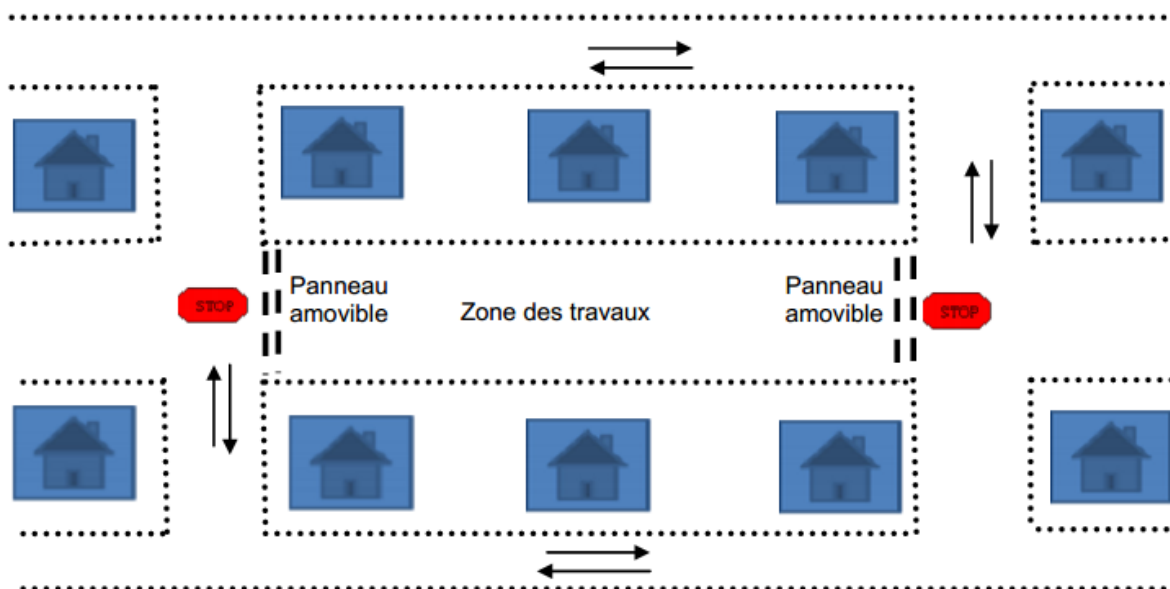 Panneau
amovible
Zone des travaux
Panneau
amovible
STOP
STOP